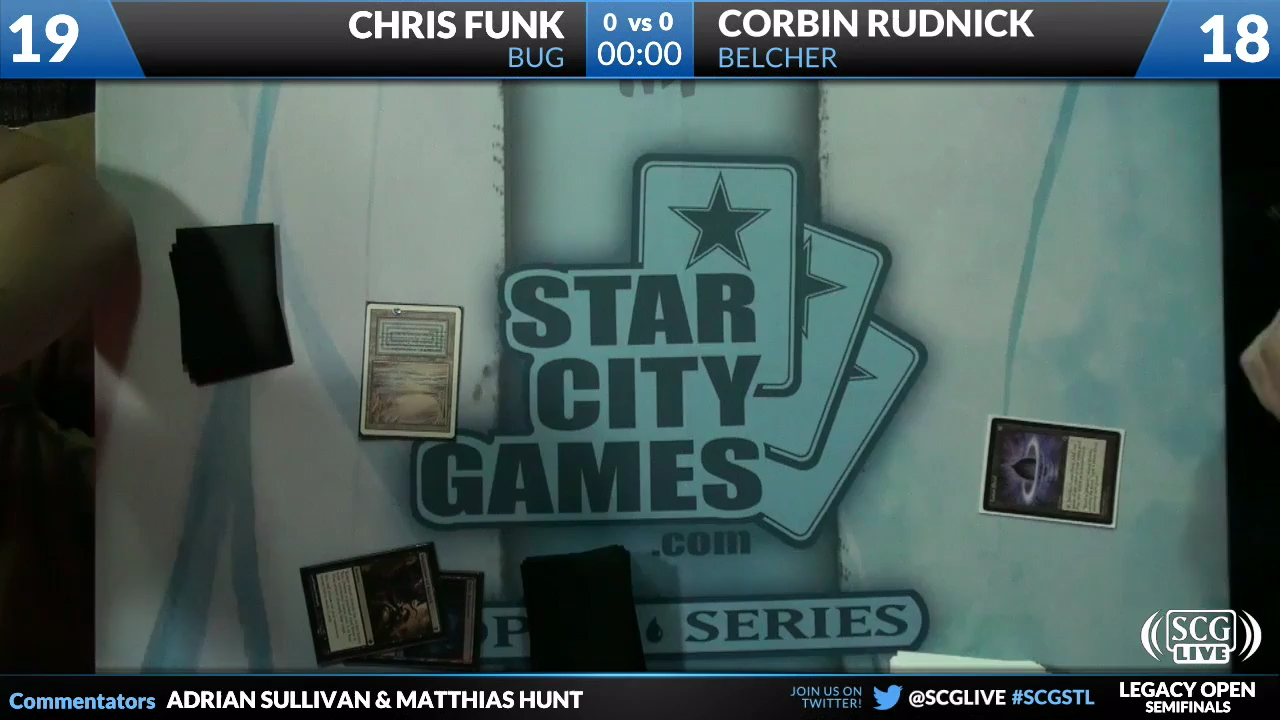 19
CHRIS FUNK
BUG
0 vs 0
00:00
CORBIN RUDNICK
BELCHER
18
STAR
CITY
GAMES
.com
OP
SERIES
SCG
LIVE
Commentators ADRIAN SULLIVAN & MATTHIAS HUNT
JOIN US ON
TWITTER!
@SCGLIVE #SCGSTL
LEGACY OPEN
SEMIFINALS